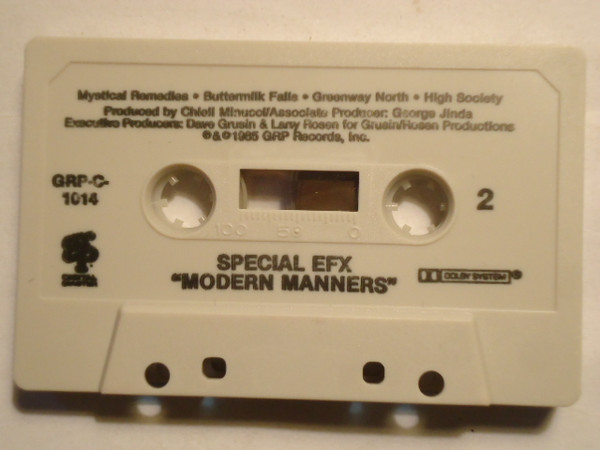 Mystical Remedies • Buttermilk Falls • Greenway North • High Society
Produced by Chieli Minucci/Associate Producer: George Jinda
Executive Producers: Dave Grusin & Larry Rosen for Grusin/Rosen Productions
℗&©1985 GRP Records, Inc.
GRP-C-
1014
2
100 50 0
SPECIAL EFX
"MODERN MANNERS"
DOLBY SYSTEM®